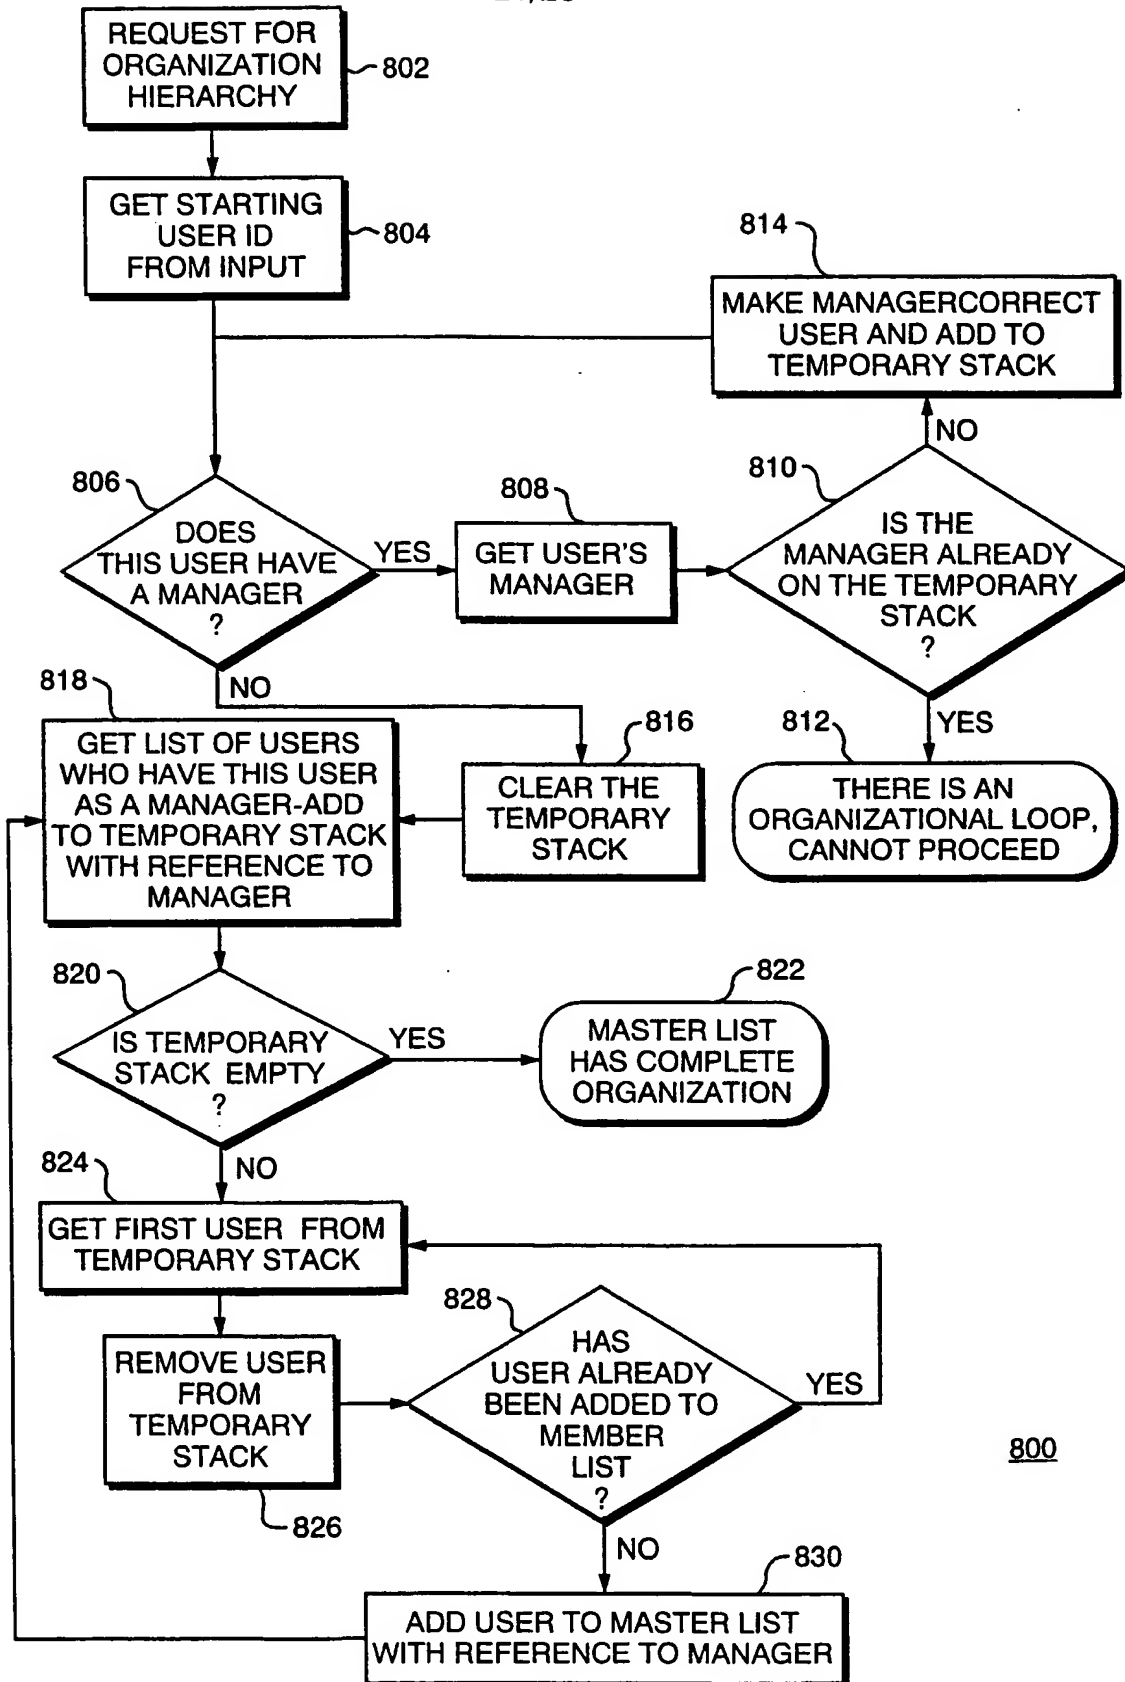 REQUEST FOR
ORGANIZATION
HIERARCHY
802
GET STARTING
USER ID
FROM INPUT
804
814
MAKE MANAGERCORRECT
USER AND ADD TO
TEMPORARY STACK
NO
806
DOES
THIS USER HAVE
A MANAGER
?
YES
808
GET USER'S
MANAGER
810
IS THE
MANAGER ALREADY
ON THE TEMPORARY
STACK
?
NO
YES
818
GET LIST OF USERS
WHO HAVE THIS USER
AS A MANAGER-ADD
TO TEMPORARY STACK
WITH REFERENCE TO
MANAGER
816
CLEAR THE
TEMPORARY
STACK
812
THERE IS AN
ORGANIZATIONAL LOOP,
CANNOT PROCEED
820
IS TEMPORARY
STACK EMPTY
?
YES
822
MASTER LIST
HAS COMPLETE
ORGANIZATION
NO
824
GET FIRST USER FROM
TEMPORARY STACK
REMOVE USER
FROM
TEMPORARY
STACK
826
828
HAS
USER ALREADY
BEEN ADDED TO
MEMBER
LIST
?
YES
800
NO
830
ADD USER TO MASTER LIST
WITH REFERENCE TO MANAGER